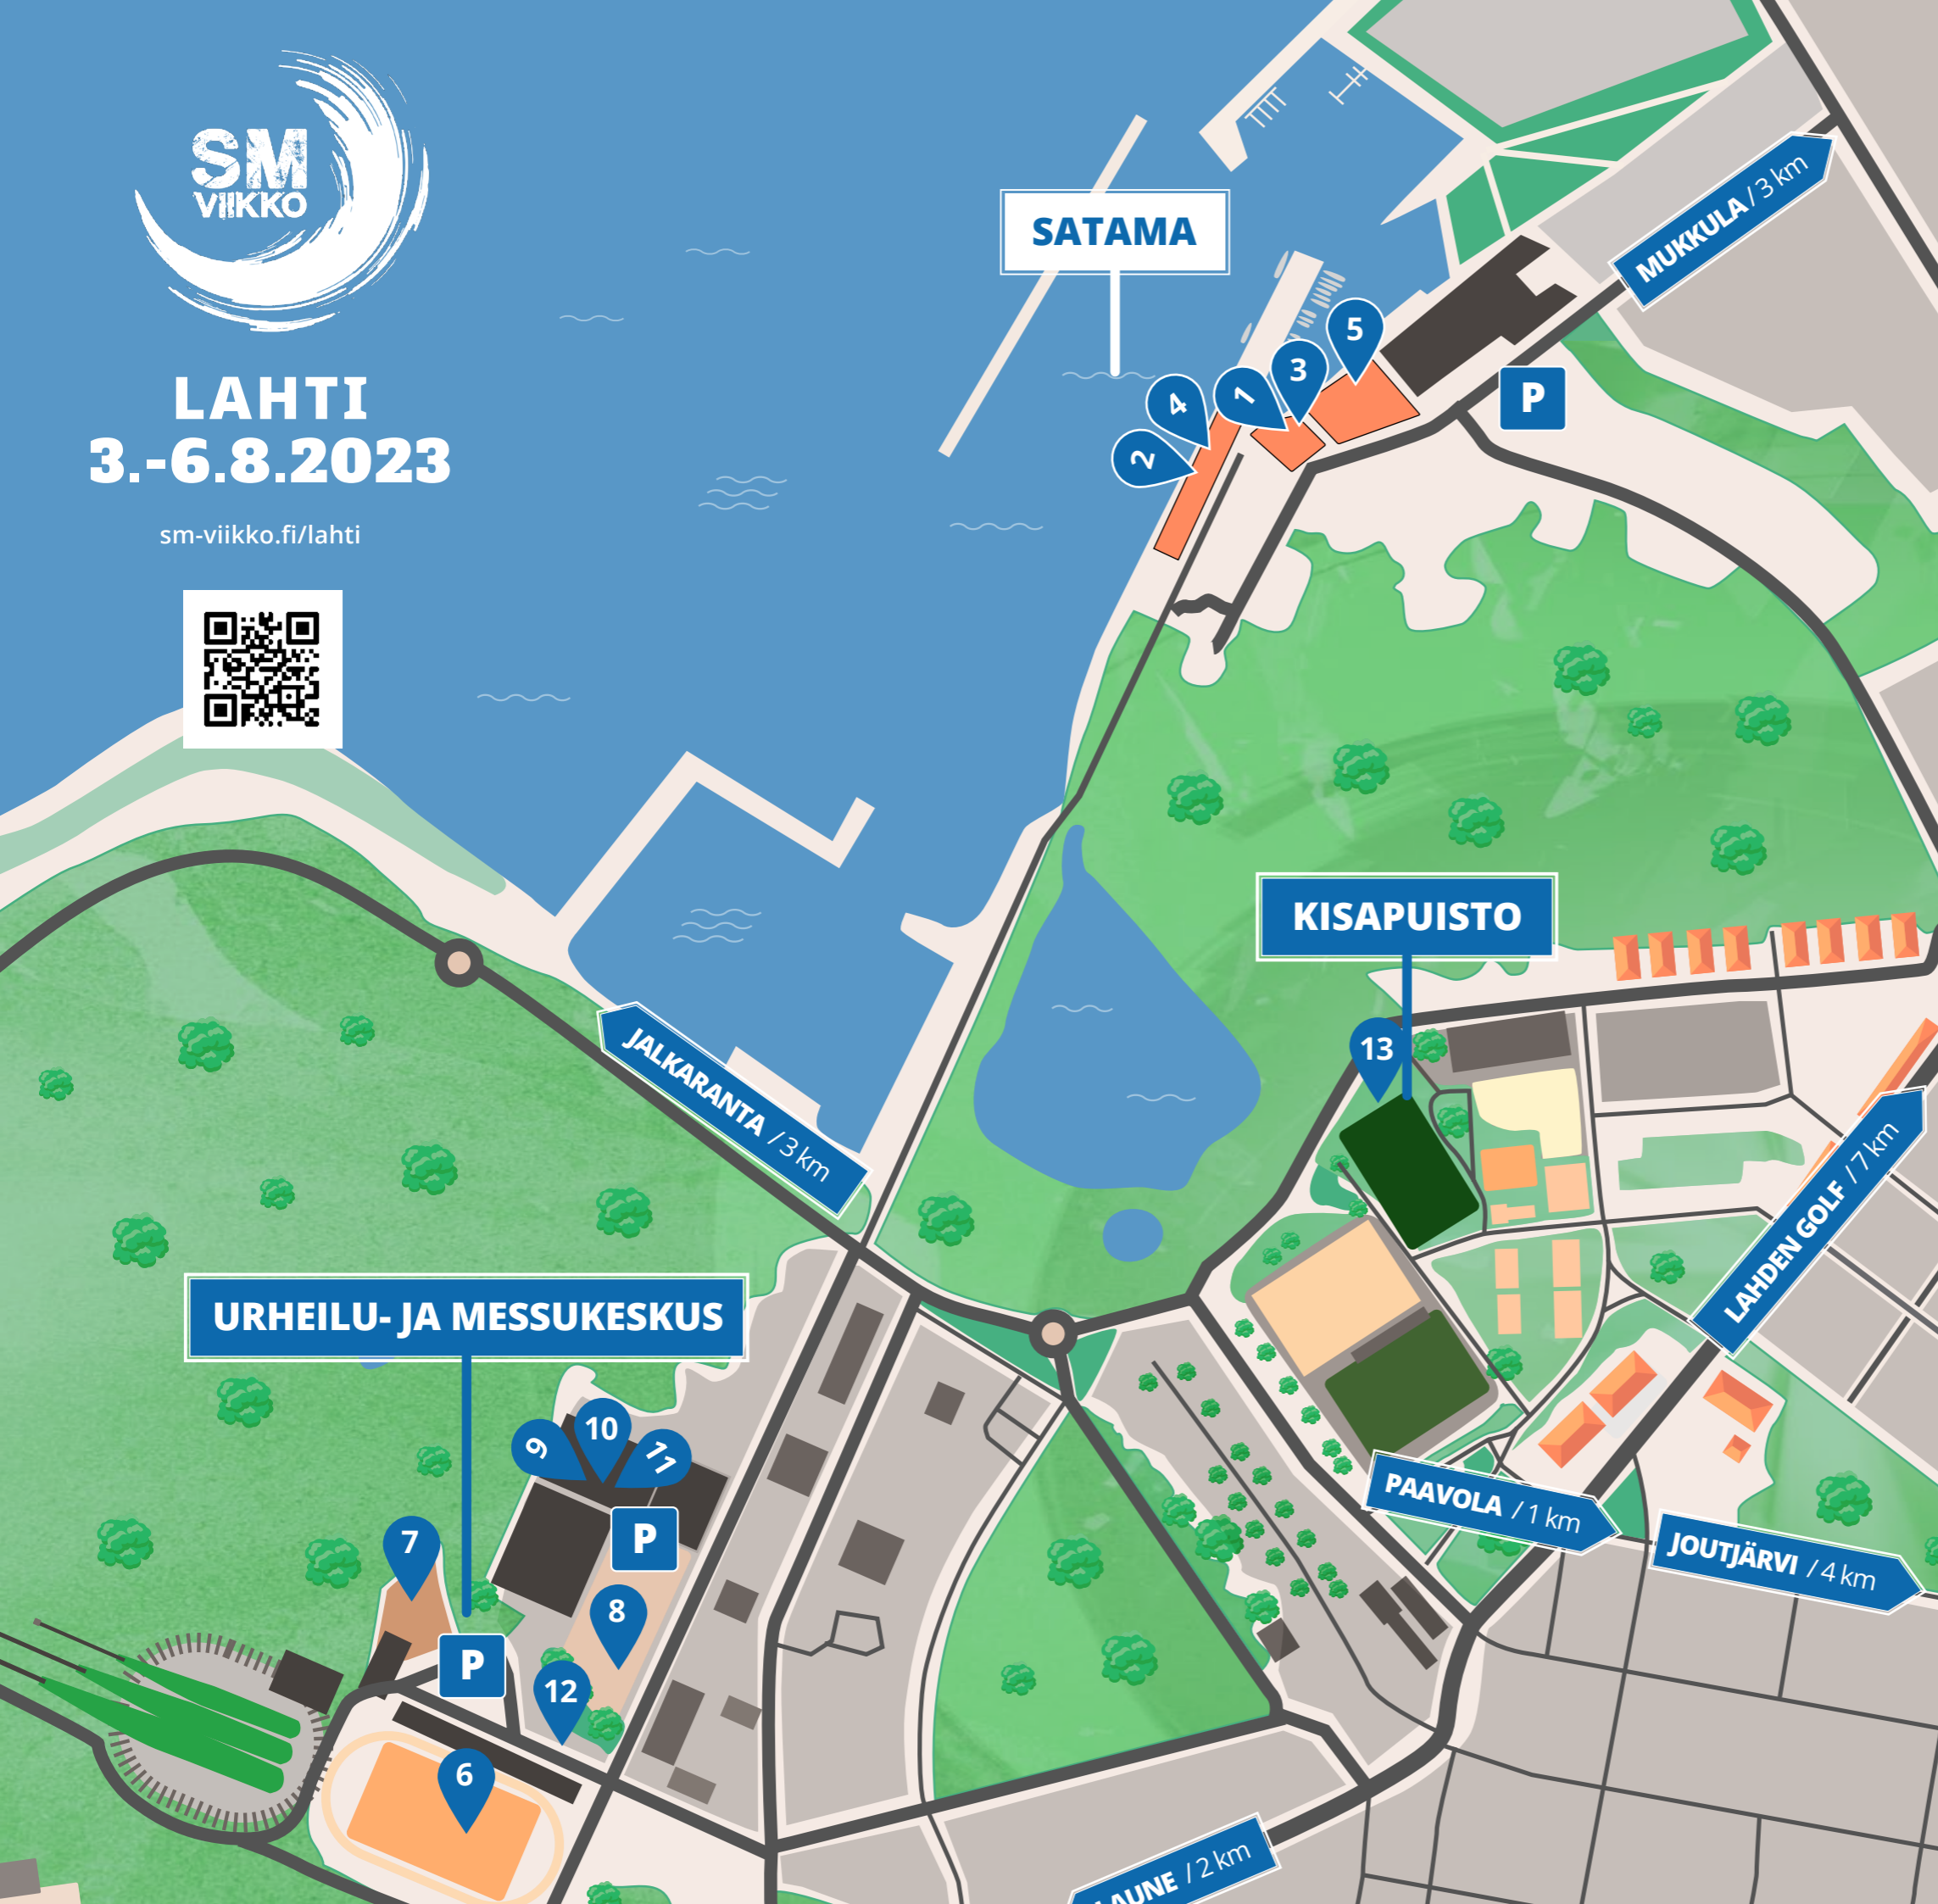 SM
VIIKKO
LAHTI
3.-6.8.2023
sm-viikko.fi/lahti
SATAMA
MUKKULA / 3 km
5
3
1
4
2
P
KISAPUISTO
13
JALKARANTA / 3 km
LAHDEN GOLF / 7 km
URHEILU- JA MESSUKESKUS
10
9
11
P
7
8
P
12
6
PAAVOLA / 1 km
JOUTJÄRVI / 4 km
LAUNE / 2 km